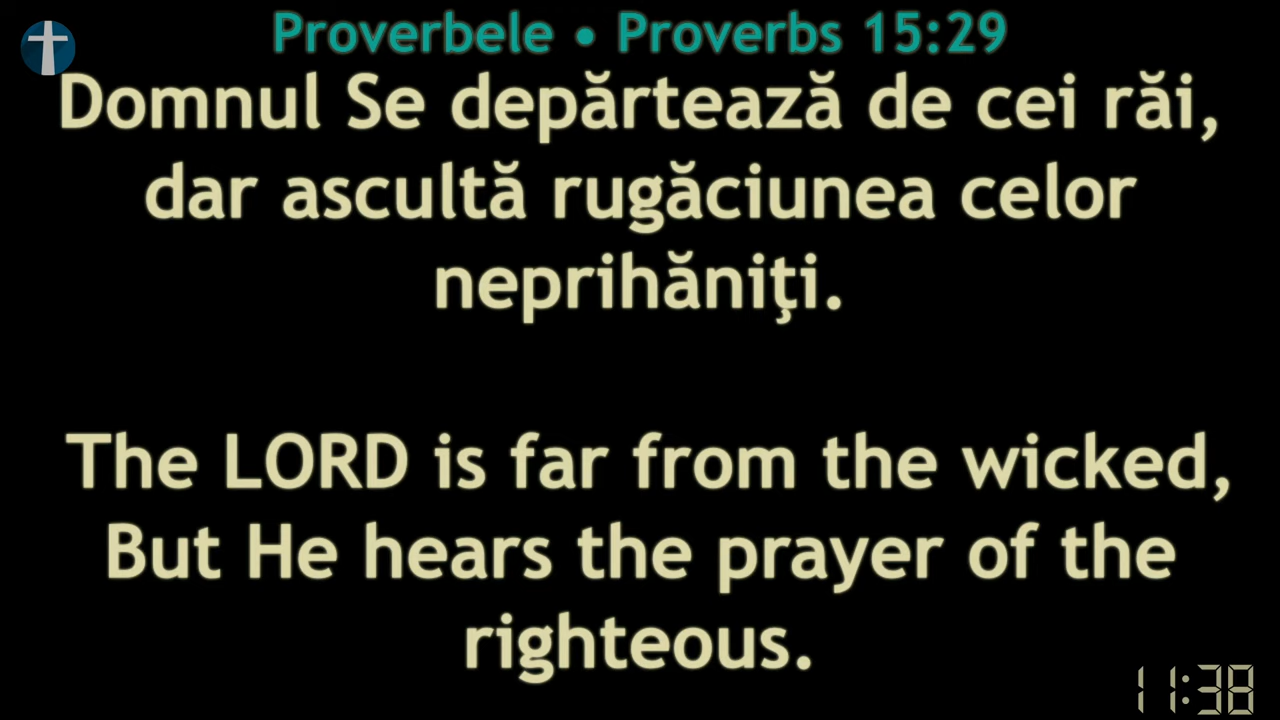 Proverbele • Proverbs 15:29
Domnul Se depărtează de cei răi,
dar ascultă rugăciunea celor
neprihăniţi.
The LORD is far from the wicked,
But He hears the prayer of the
righteous.
11:38